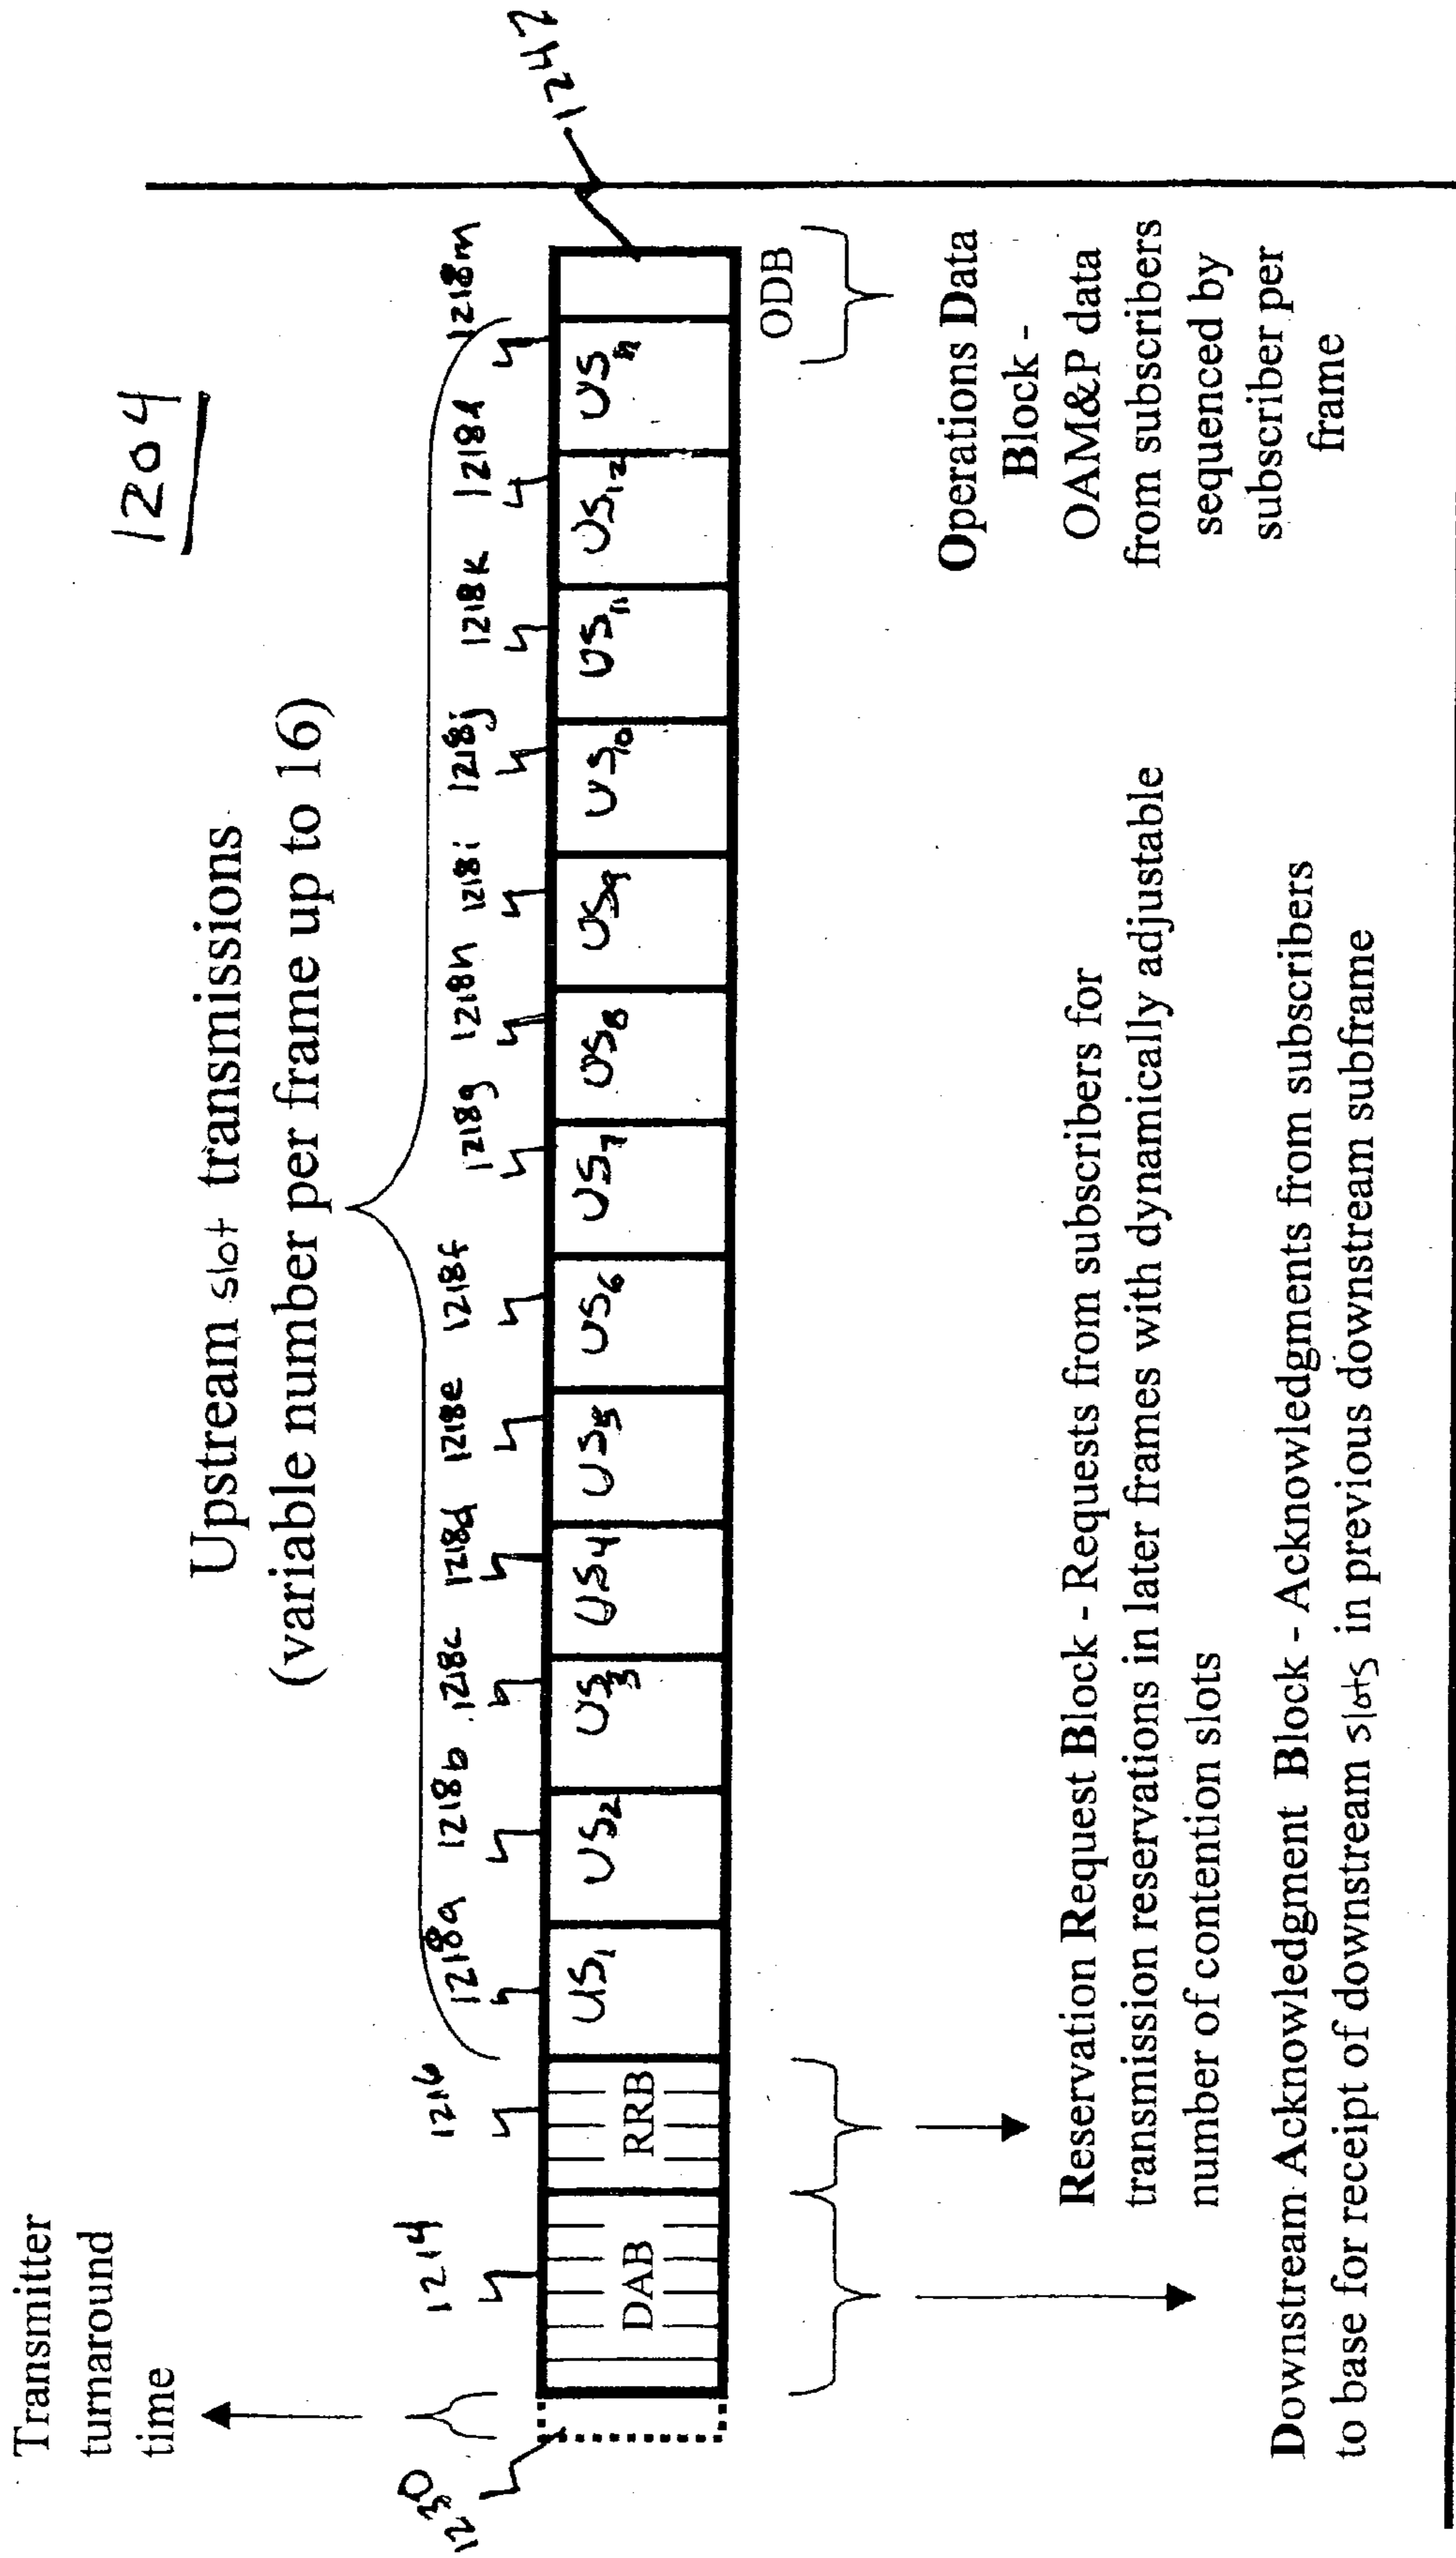 1204
Transmitter
turnaround
time
Upstream slot transmissions
(variable number per frame up to 16)
1230
1214
1216
1218a
1218b
1218c
1218d
1218e
1218f
1218g
1218h
1218i
1218j
1218k
1218l
1218m
1242
DAB
RRB
US1
US2
US3
US4
US5
US6
US7
US8
US9
US10
US11
US12
USn
ODB
Operations Data
Block -
OAM&P data
from subscribers
sequenced by
subscriber per
frame
Reservation Request Block - Requests from subscribers for
transmission reservations in later frames with dynamically adjustable
number of contention slots
Downstream Acknowledgment Block - Acknowledgments from subscribers
to base for receipt of downstream slots in previous downstream subframe